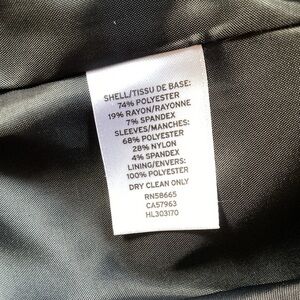 SHELL/TISSU DE BASE:
74% POLYESTER
19% RAYON/RAYONNE
7% SPANDEX
SLEEVES/MANCHES:
68% POLYESTER
28% NYLON
4% SPANDEX
LINING/ENVERS:
100% POLYESTER
DRY CLEAN ONLY
RN58665
CA57963
HL303170